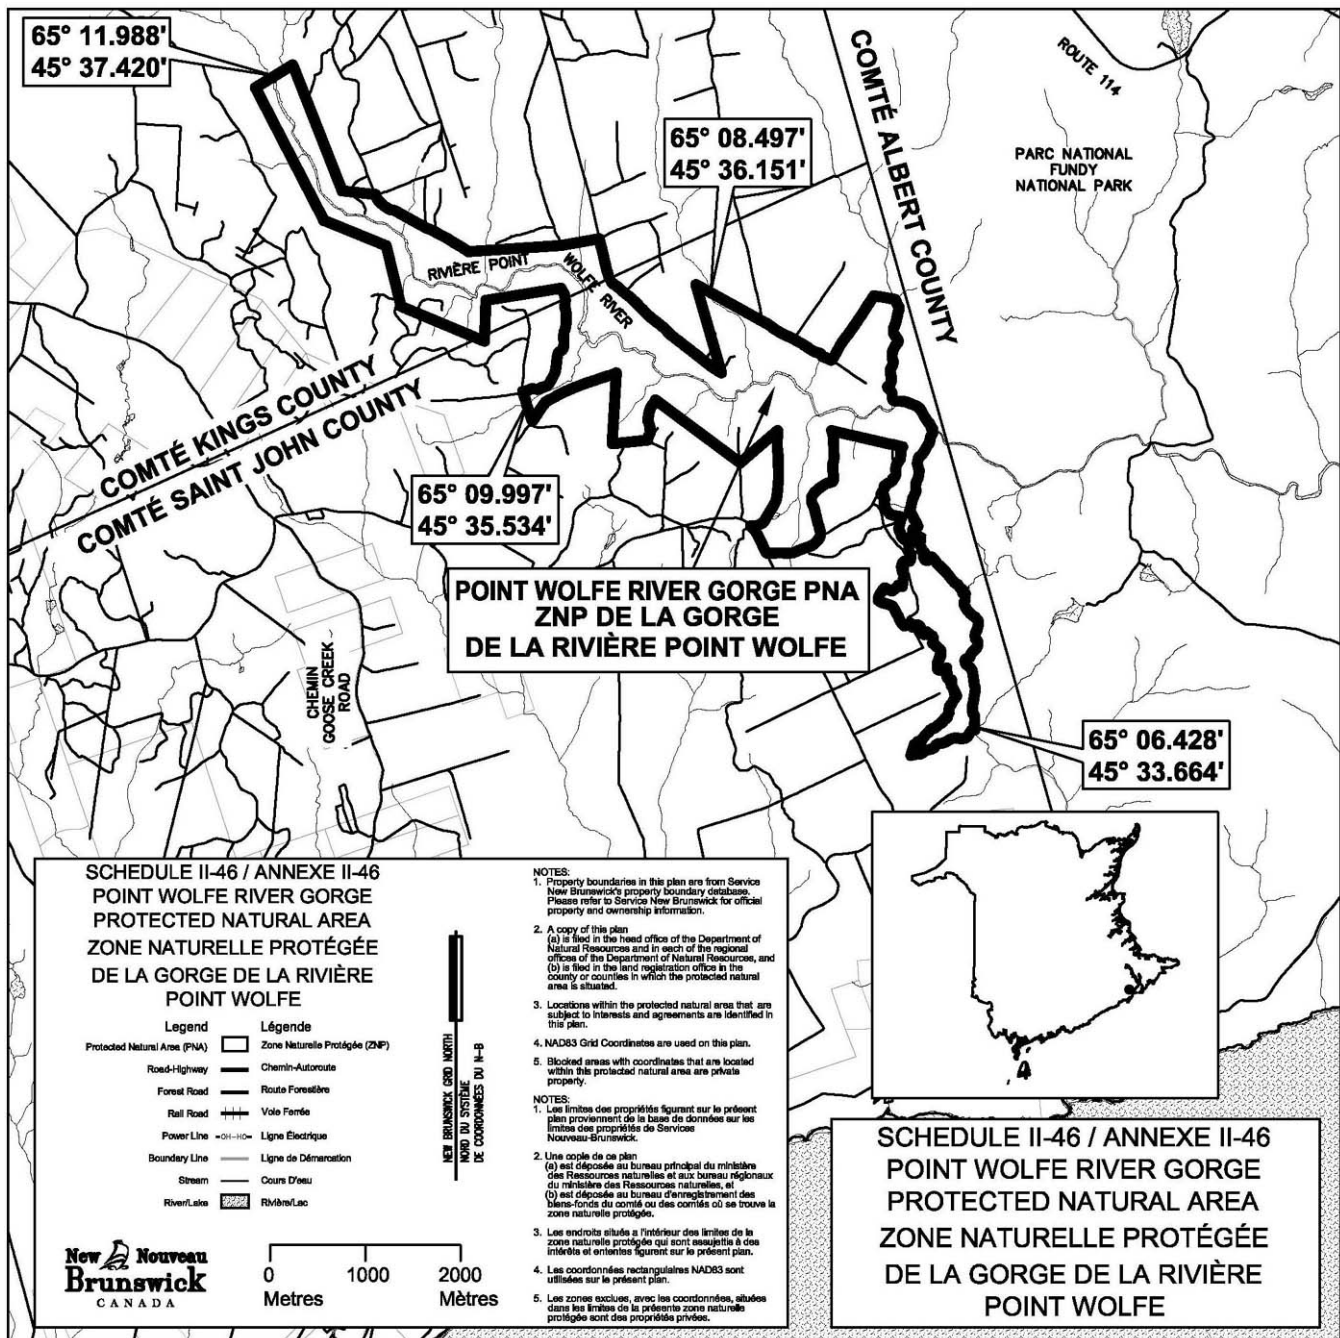 65° 11.988'
45° 37.420'
65° 08.497'
45° 36.151'
COMTÉ ALBERT COUNTY
ROUTE 114
PARC NATIONAL
FUNDY
NATIONAL PARK
RIVIÈRE POINT WOLFE RIVER
COMTÉ KINGS COUNTY
COMTÉ SAINT JOHN COUNTY
65° 09.997'
45° 35.534'
POINT WOLFE RIVER GORGE PNA
ZNP DE LA GORGE
DE LA RIVIÈRE POINT WOLFE
CHEMIN
GOOSE CREEK
ROAD
65° 06.428'
45° 33.664'
SCHEDULE II-46 / ANNEXE II-46
POINT WOLFE RIVER GORGE
PROTECTED NATURAL AREA
ZONE NATURELLE PROTÉGÉE
DE LA GORGE DE LA RIVIÈRE
POINT WOLFE
Legend Légende
Protected Natural Area (PNA) Zone Naturelle Protégée (ZNP)
Road-Highway Chemin-Autoroute
Forest Road Route Forestière
Rail Road Voie Ferrée
Power Line -OH-HO- Ligne Électrique
Boundary Line Ligne de Démarcation
Stream Cours D'eau
River/Lake Rivière/Lac
NEW BRUNSWICK GRID NORTH
NORD DU SYSTÈME
DE COORDONNÉES DU N-B
New Nouveau
Brunswick
CANADA
0 1000 2000
Metres Mètres
NOTES:
1. Property boundaries in this plan are from Service
New Brunswick's property boundary database.
Please refer to Service New Brunswick for official
property and ownership information.
2. A copy of this plan
(a) is filed in the head office of the Department of
Natural Resources and in each of the regional
offices of the Department of Natural Resources, and
(b) is filed in the land registration office in the
county or counties in which the protected natural
area is situated.
3. Locations within the protected natural area that are
subject to interests and agreements are identified in
this plan.
4. NAD83 Grid Coordinates are used on this plan.
5. Blocked areas with coordinates that are located
within this protected natural area are private
property.
NOTES:
1. Les limites des propriétés figurant sur le présent
plan proviennent de la base de données sur les
limites des propriétés de Services
Nouveau-Brunswick.
2. Une copie de ce plan
(a) est déposée au bureau principal du ministère
des Ressources naturelles et aux bureau régionaux
du ministère des Ressources naturelles, et
(b) est déposée au bureau d'enregistrement des
biens-fonds du comté ou des comtés où se trouve la
zone naturelle protégée.
3. Les endroits situés a l'intérieur des limites de la
zone naturelle protégée qui sont assujettis à des
intérêts et ententes figurent sur le présent plan.
4. Les coordonnées rectangulaires NAD83 sont
utilisées sur le présent plan.
5. Les zones exclues, avec les coordonnées, situées
dans les limites de la présente zone naturelle
protégée sont des propriétés privées.
SCHEDULE II-46 / ANNEXE II-46
POINT WOLFE RIVER GORGE
PROTECTED NATURAL AREA
ZONE NATURELLE PROTÉGÉE
DE LA GORGE DE LA RIVIÈRE
POINT WOLFE